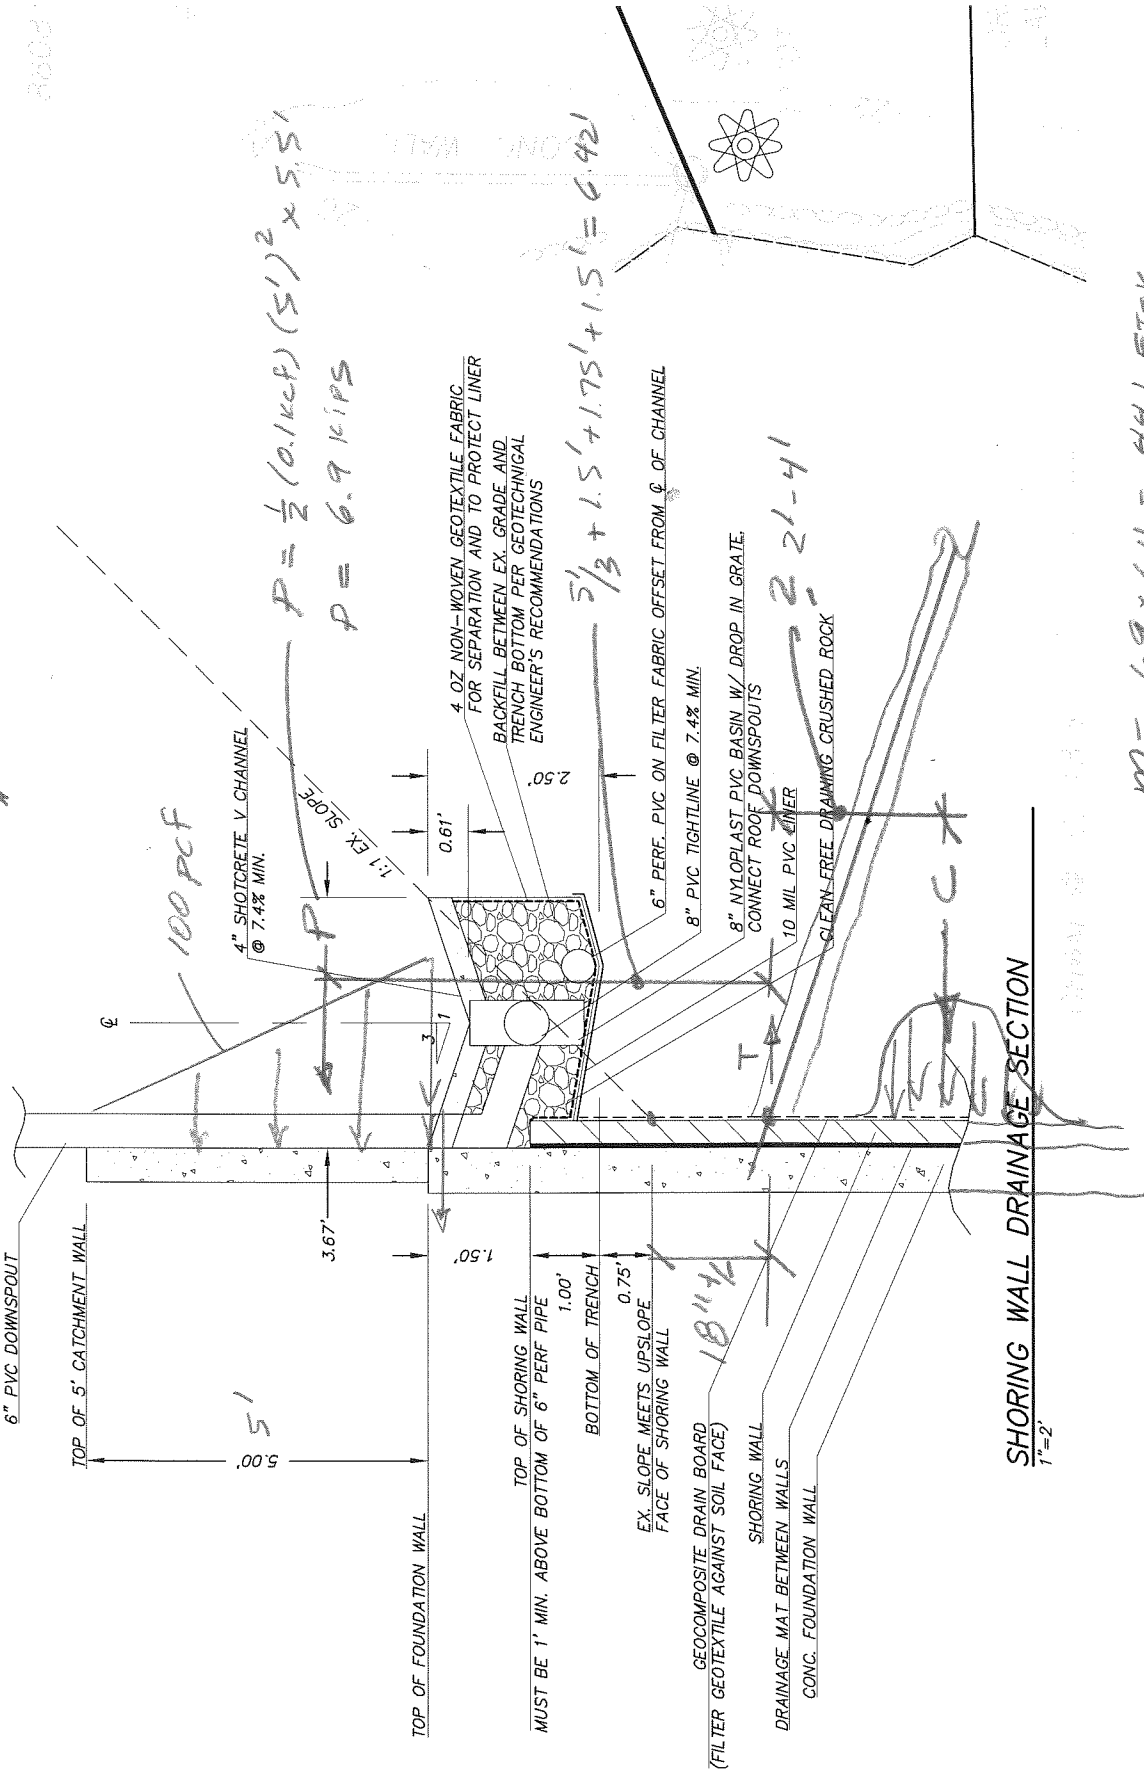 6" PVC DOWNSPOUT
TOP OF 5' CATCHMENT WALL
5.00'
5'
TOP OF FOUNDATION WALL
3.67'
1.50'
TOP OF SHORING WALL
MUST BE 1' MIN. ABOVE BOTTOM OF 6" PERF PIPE
1.00'
BOTTOM OF TRENCH
0.75'
EX. SLOPE MEETS UPSLOPE
FACE OF SHORING WALL
18" +/-
GEOCOMPOSITE DRAIN BOARD
(FILTER GEOTEXTILE AGAINST SOIL FACE)
SHORING WALL
DRAINAGE MAT BETWEEN WALLS
CONC. FOUNDATION WALL
100 PCF
4" SHOTCRETE V CHANNEL
@ 7.4% MIN.
℄
P
3
1
1:1 EX. SLOPE
0.61'
2.50'
P = 1/2 (0.1 kcf) (5')² x 5.5'
P = 6.9 KIPS
4 OZ NON-WOVEN GEOTEXTILE FABRIC
FOR SEPARATION AND TO PROTECT LINER
BACKFILL BETWEEN EX. GRADE AND
TRENCH BOTTOM PER GEOTECHNIGAL
ENGINEER'S RECOMMENDATIONS
5'/3 + 1.5' + 1.75' + 1.5' = 6.42'
6" PERF. PVC ON FILTER FABRIC OFFSET FROM ℄ OF CHANNEL
8" PVC TIGHTLINE @ 7.4% MIN.
8" NYLOPLAST PVC BASIN W/ DROP IN GRATE.
CONNECT ROOF DOWNSPOUTS
10 MIL PVC LINER
CLEAN FREE DRAINING CRUSHED ROCK
2'-4'
T
C
SHORING WALL DRAINAGE SECTION
1"=2'
CONC WALL